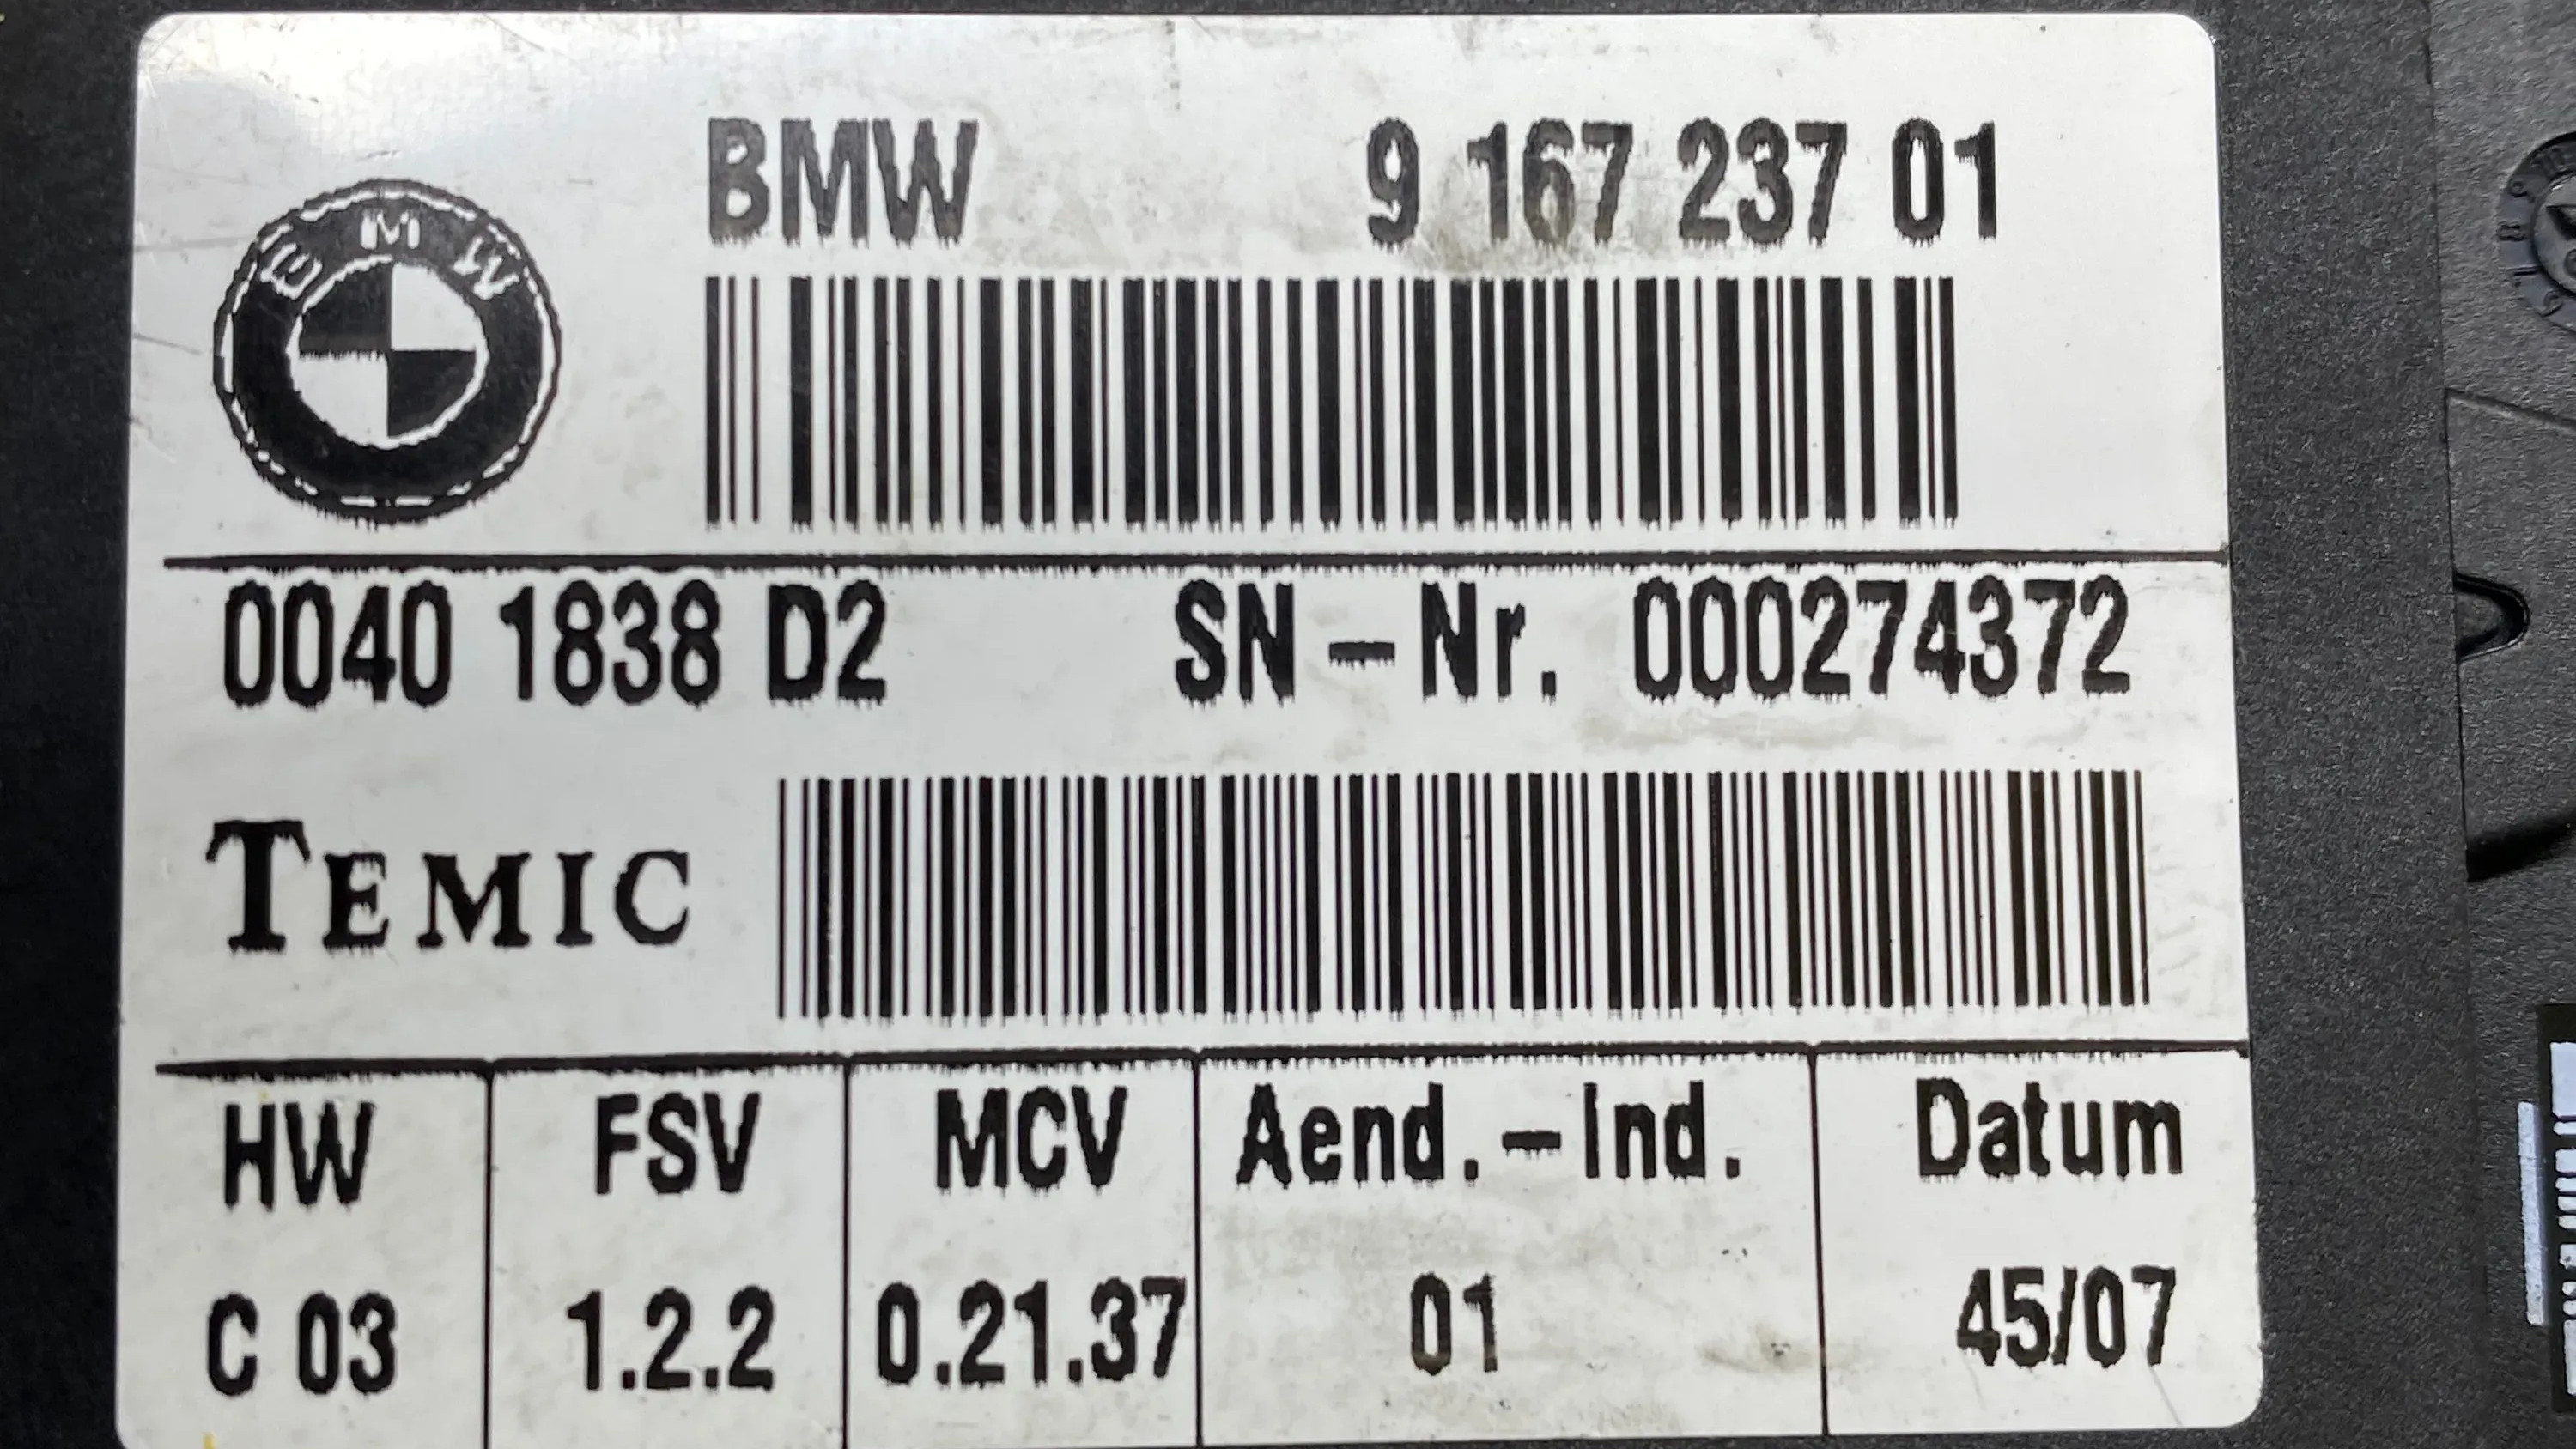 BMW 9 167 237 01
BMW
0040 1838 D2 SN-Nr. 000274372
TEMIC
HW FSV MCV Aend.-Ind. Datum
C 03 1.2.2 0.21.37 01 45/07